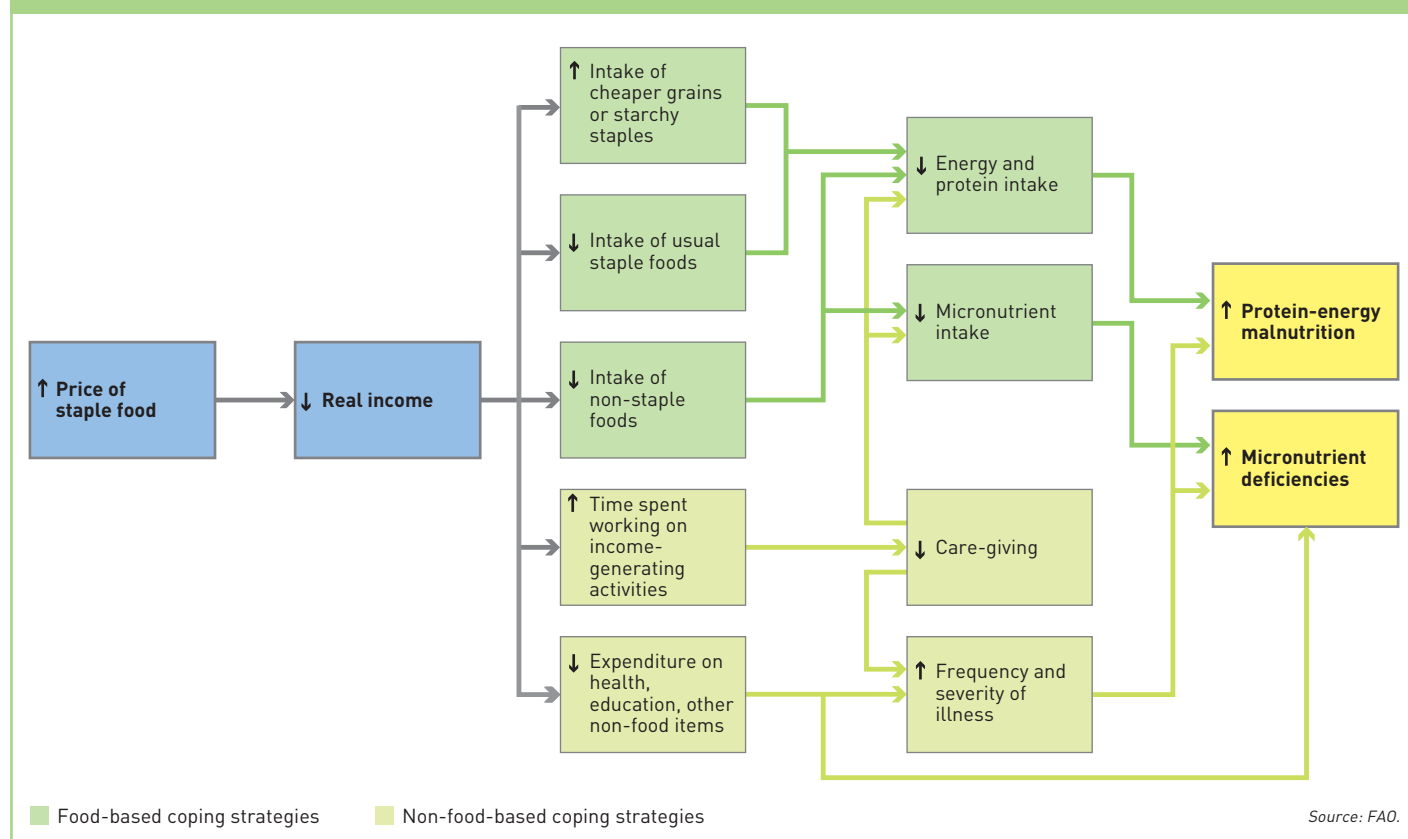 ↑ Price of
staple food
↓ Real income
↑ Intake of
cheaper grains
or starchy
staples
↓ Intake of usual
staple foods
↓ Intake of
non-staple
foods
↑ Time spent
working on
income-
generating
activities
↓ Expenditure on
health,
education, other
non-food items
↓ Energy and
protein intake
↓ Micronutrient
intake
↓ Care-giving
↑ Frequency and
severity of
illness
↑ Protein-energy
malnutrition
↑ Micronutrient
deficiencies
Food-based coping strategies
Non-food-based coping strategies
Source: FAO.